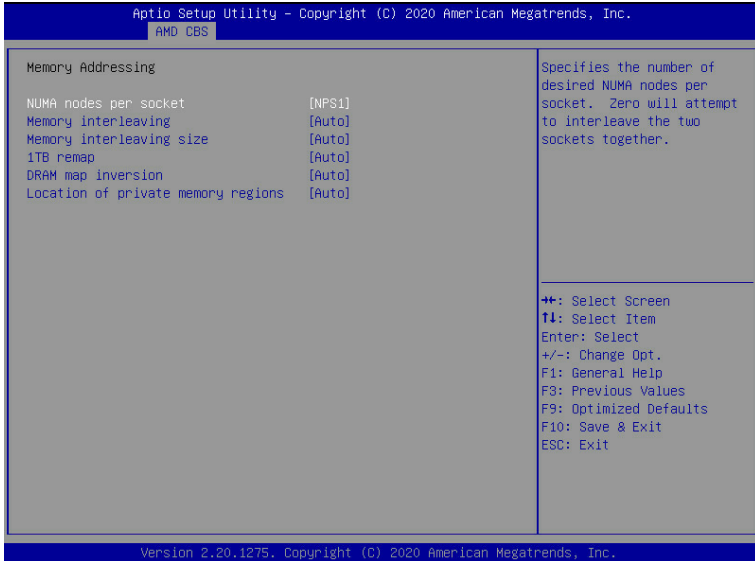 Aptio Setup Utility – Copyright (C) 2020 American Megatrends, Inc.
AMD CBS
Memory Addressing
NUMA nodes per socket [NPS1]
Memory interleaving [Auto]
Memory interleaving size [Auto]
1TB remap [Auto]
DRAM map inversion [Auto]
Location of private memory regions [Auto]
Specifies the number of
desired NUMA nodes per
socket. Zero will attempt
to interleave the two
sockets together.
→←: Select Screen
↑↓: Select Item
Enter: Select
+/-: Change Opt.
F1: General Help
F3: Previous Values
F9: Optimized Defaults
F10: Save & Exit
ESC: Exit
Version 2.20.1275. Copyright (C) 2020 American Megatrends, Inc.